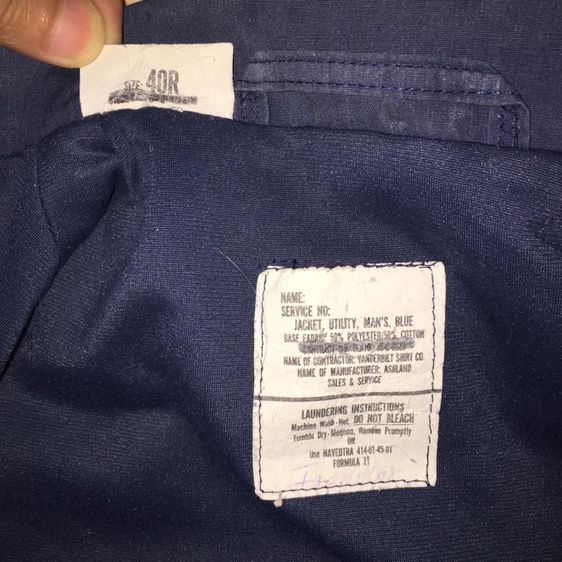 SIZE: 40R
NAME:
SERVICE NO:
JACKET, UTILITY, MAN'S, BLUE
BASE FABRIC 50% POLYESTER/50% COTTON
NAME OF CONTRACTOR: VANDERBILT SHIRT CO.
NAME OF MANUFACTURER: ASHLAND
SALES & SERVICE
LAUNDERING INSTRUCTIONS
Machine Wash-Hot, DO NOT BLEACH
Tumble Dry-Medium, Remove Promptly
OR
Use NAVEDTRA 414-01-45-81
FORMULA II